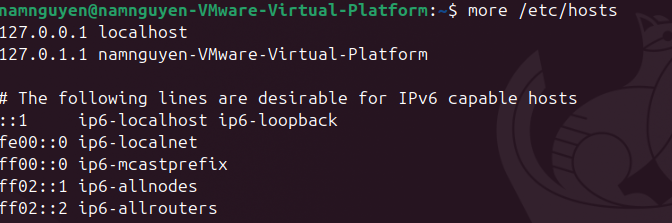 namnguyen@namnguyen-VMware-Virtual-Platform:~$ more /etc/hosts
127.0.0.1 localhost
127.0.1.1 namnguyen-VMware-Virtual-Platform

# The following lines are desirable for IPv6 capable hosts
::1     ip6-localhost ip6-loopback
fe00::0 ip6-localnet
ff00::0 ip6-mcastprefix
ff02::1 ip6-allnodes
ff02::2 ip6-allrouters